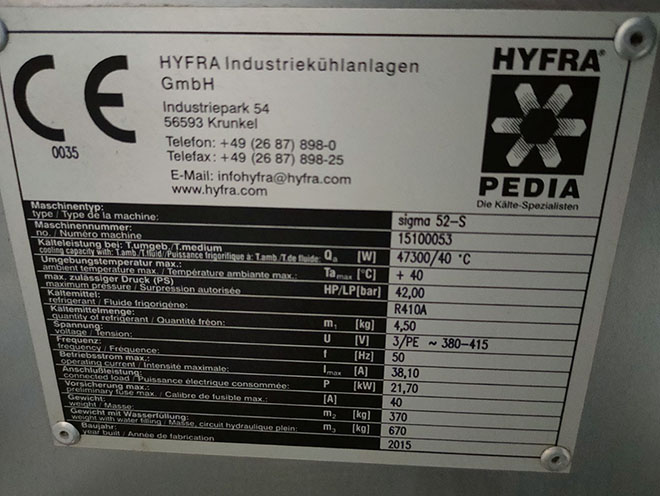 CE
0035
HYFRA Industriekühlanlagen
GmbH
Industriepark 54
56593 Krunkel
Telefon: +49 (26 87) 898-0
Telefax: +49 (26 87) 898-25
E-Mail: infohyfra@hyfra.com
www.hyfra.com
HYFRA®
PEDIA
Die Kälte-Spezialisten
Maschinentyp:
type / Type de la machine: sigma 52-S
Maschinennummer:
no. / Numéro machine 15100053
Kälteleistung bei: T.umgeb./T.medium
cooling capacity with: T.amb./T.fluid/Puissance frigorifique à: T.amb./T.de fluide: Q₀ [W] 47300/40 °C
Umgebungstemperatur max.:
ambient temperature max. / Température ambiante max.: Ta max [°C] + 40
max. zulässiger Druck (PS)
maximum pressure / Surpression autorisée HP/LP[bar] 42,00
Kältemittel:
refrigerant / Fluide frigorigène: R410A
Kältemittelmenge:
quantity of refrigerant / Quantité fréon: m₁ [kg] 4,50
Spannung:
voltage / Tension: U [V] 3/PE ~ 380-415
Frequenz:
frequency / Fréquence: f [Hz] 50
Betriebsstrom max.:
operating current / Intensité maximale: I max [A] 38,10
Anschlußleistung:
connected load / Puissance électrique consommée: P [kW] 21,70
Vorsicherung max.:
preliminary fuse max. / Calibre de fusible max.: [A] 40
Gewicht:
weight / Masse: m₂ [kg] 370
Gewicht mit Wasserfüllung:
weight with water filling / Masse, circuit hydraulique plein: m₃ [kg] 670
Baujahr:
year built / Année de fabrication 2015